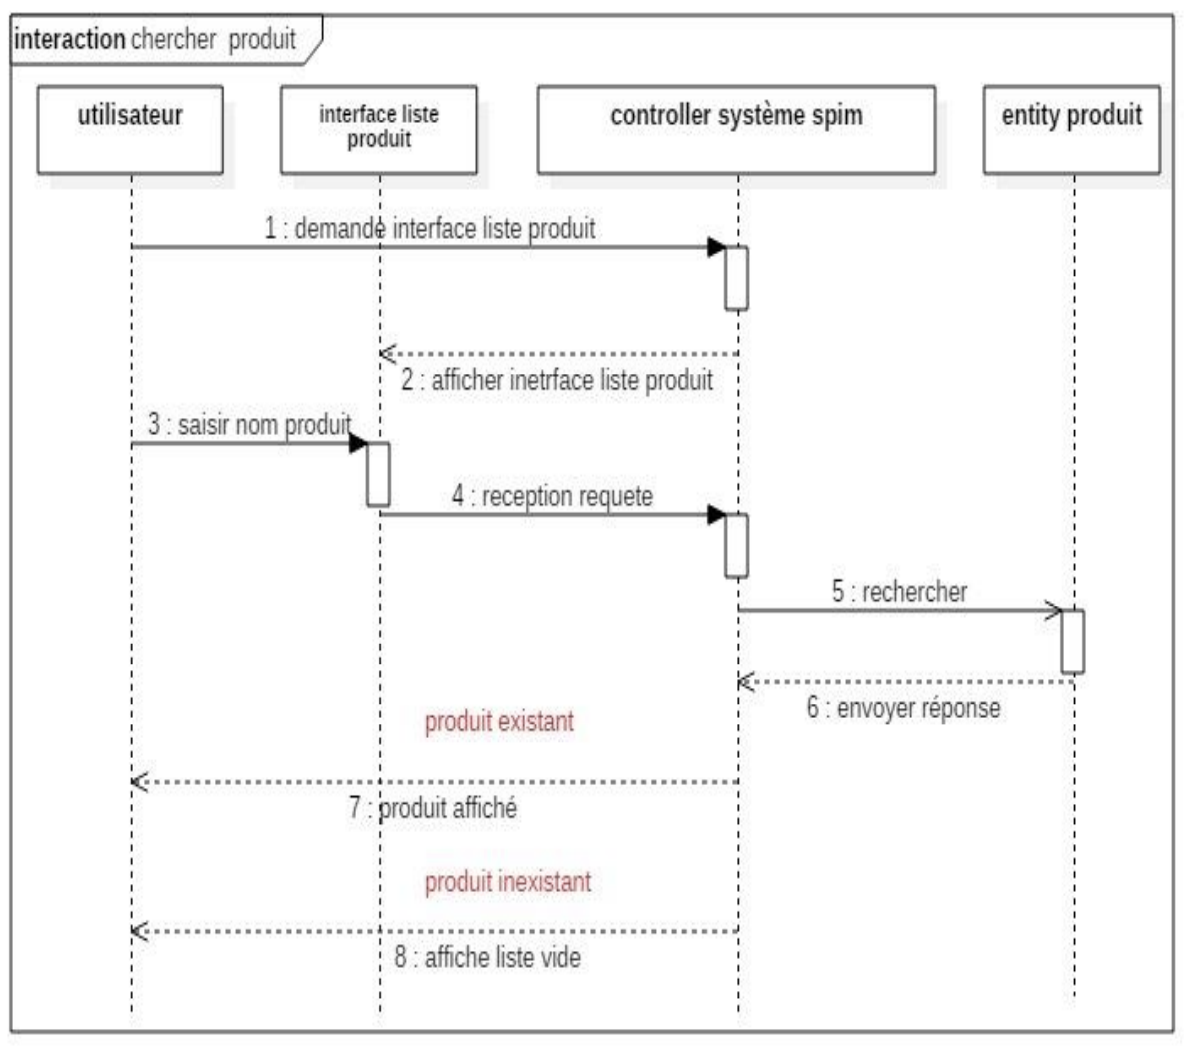 interaction chercher produit
utilisateur
interface liste
produit
controller système spim
entity produit
1 : demande interface liste produit
2 : afficher inetrface liste produit
3 : saisir nom produit
4 : reception requete
5 : rechercher
6 : envoyer réponse
produit existant
7 : produit affiché
produit inexistant
8 : affiche liste vide